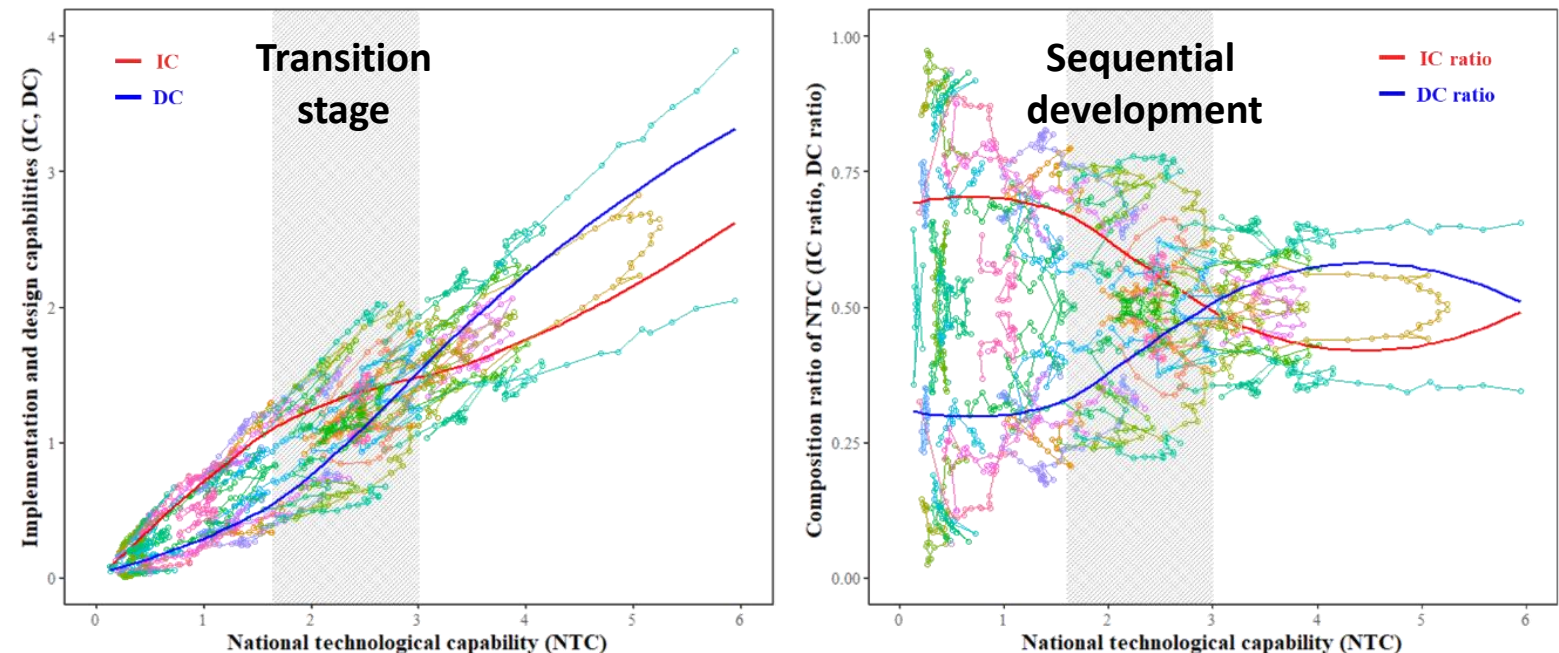 Transition
stage
IC
DC
4
3
2
1
0
0
1
2
3
4
5
6
Implementation and design capabilities (IC, DC)
National technological capability (NTC)
Sequential
development
IC ratio
DC ratio
1.00
0.75
0.50
0.25
0.00
0
1
2
3
4
5
6
Composition ratio of NTC (IC ratio, DC ratio)
National technological capability (NTC)